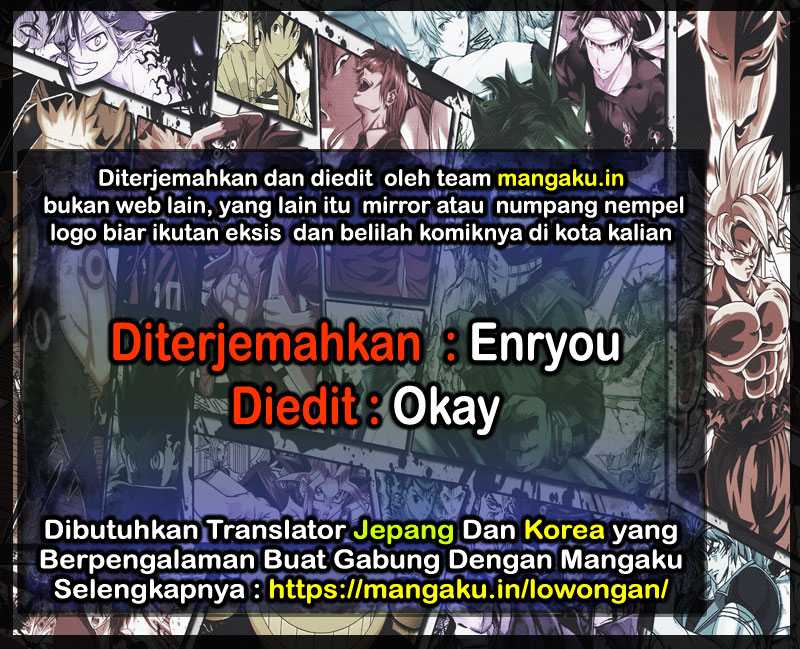 Diterjemahkan dan diedit oleh team mangaku.in
bukan web lain, yang lain itu mirror atau numpang nempel
logo biar ikutan eksis dan belilah komiknya di kota kalian
Diterjemahkan : Enryou
Diedit : Okay
Dibutuhkan Translator Jepang Dan Korea yang
Berpengalaman Buat Gabung Dengan Mangaku
Selengkapnya : https://mangaku.in/lowongan/